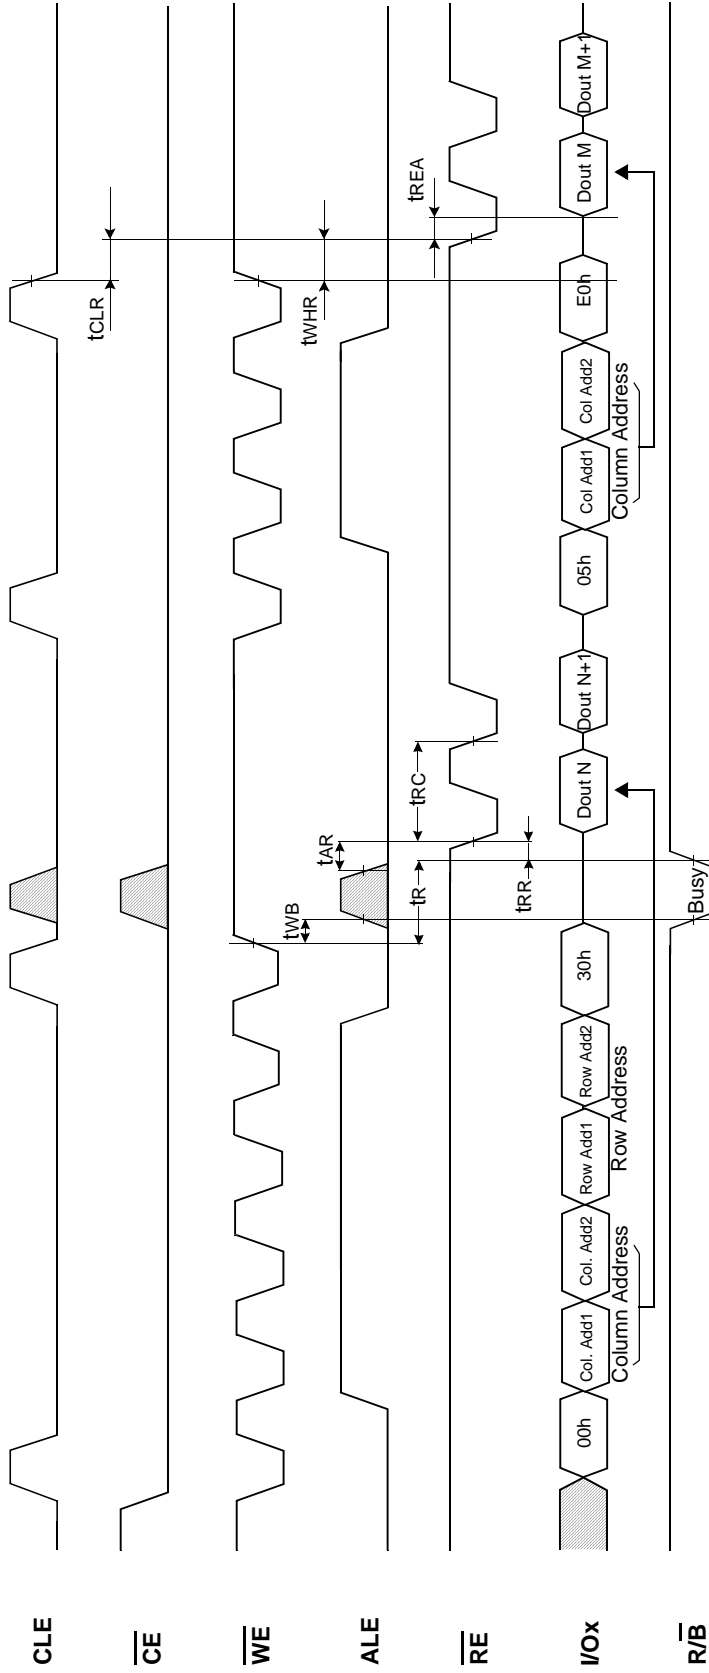 CLE
tCLR
CE
WE
tWB
tWHR
ALE
tAR
RE
tR
tRC
tREA
tRR
I/Ox
00h
Col. Add1
Col. Add2
Row Add1
Row Add2
30h
Dout N
Dout N+1
05h
Col Add1
Col Add2
E0h
Dout M
Dout M+1
Column Address
Row Address
Column Address
R/B
Busy